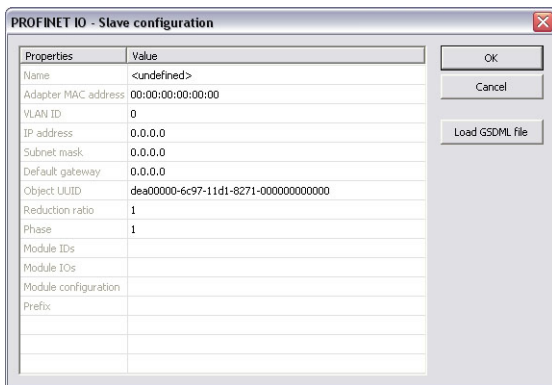 PROFINET IO - Slave configuration
Properties Value
Name <undefined>
Adapter MAC address 00:00:00:00:00:00
VLAN ID 0
IP address 0.0.0.0
Subnet mask 0.0.0.0
Default gateway 0.0.0.0
Object UUID dea00000-6c97-11d1-8271-000000000000
Reduction ratio 1
Phase 1
Module IDs
Module IOs
Module configuration
Prefix
OK
Cancel
Load GSDML file